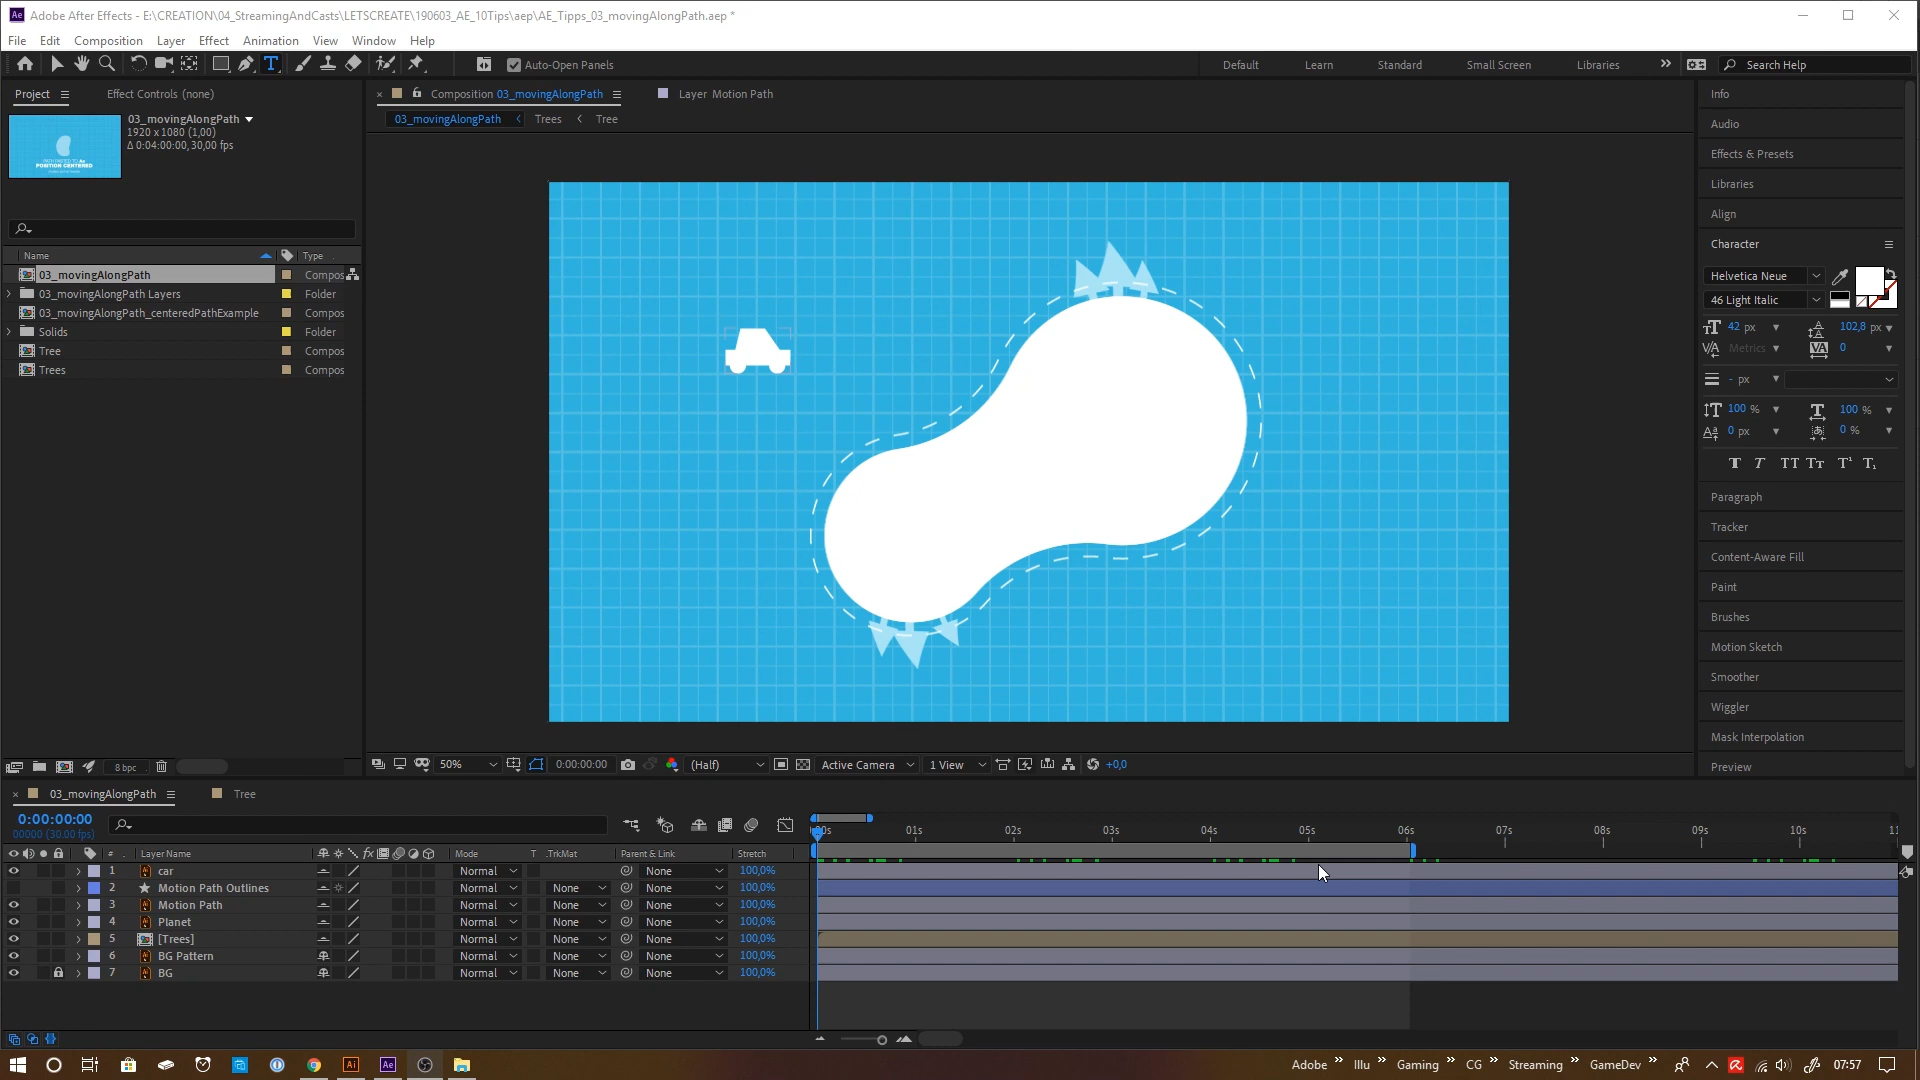 Adobe After Effects - E:\CREATION\04_StreamingAndCasts\LETSCREATE\190603_AE_10Tips\aep\AE_Tipps_03_movingAlongPath.aep *
File Edit Composition Layer Effect Animation View Window Help
Auto-Open Panels Default Learn Standard Small Screen Libraries Search Help
Project Effect Controls (none) Composition 03_movingAlongPath Layer Motion Path
03_movingAlongPath
1920 x 1080 (1,00)
Δ 0:04:00:00, 30,00 fps
03_movingAlongPath Trees Tree
POSITION CENTERED
Name Type
03_movingAlongPath Compos
03_movingAlongPath Layers Folder
03_movingAlongPath_centeredPathExample Compos
Solids Folder
Tree Compos
Trees Compos
Info
Audio
Effects & Presets
Libraries
Align
Character
Helvetica Neue
46 Light Italic
42 px 102,8 px
Metrics 0
- px
100 % 100 %
0 px 0 %
T T TT Tт T¹ T₁
Paragraph
Tracker
Content-Aware Fill
Paint
Brushes
Motion Sketch
Smoother
Wiggler
Mask Interpolation
Preview
8 bpc
50% 0:00:00:00 (Half) Active Camera 1 View +0,0
03_movingAlongPath Tree
0:00:00:00
00000 (30.00 fps)
00s 01s 02s 03s 04s 05s 06s 07s 08s 09s 10s 11
# Layer Name Mode T .TrkMat Parent & Link Stretch
1 car Normal None 100,0%
2 Motion Path Outlines Normal None None 100,0%
3 Motion Path Normal None None 100,0%
4 Planet Normal None None 100,0%
5 [Trees] Normal None None 100,0%
6 BG Pattern Normal None None 100,0%
7 BG Normal None None 100,0%
Adobe Illu Gaming CG Streaming GameDev 07:57